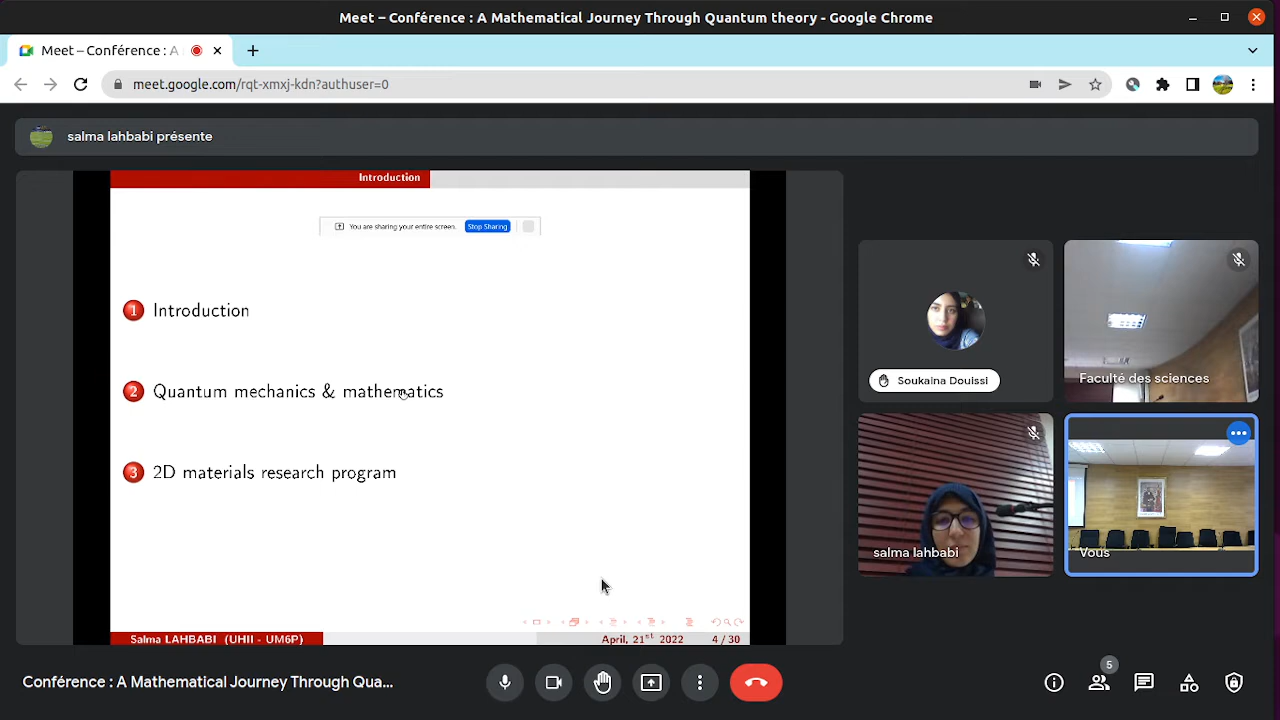 Meet – Conférence : A Mathematical Journey Through Quantum theory - Google Chrome
Meet – Conférence : A
meet.google.com/rqt-xmxj-kdn?authuser=0
salma lahbabi présente
Introduction
You are sharing your entire screen. Stop Sharing
1 Introduction
2 Quantum mechanics & mathematics
3 2D materials research program
Salma LAHBABI (UHII - UM6P) April, 21st 2022 4 / 30
Soukaina Douissi
Faculté des sciences
salma lahbabi
Vous
Conférence : A Mathematical Journey Through Qua...
5